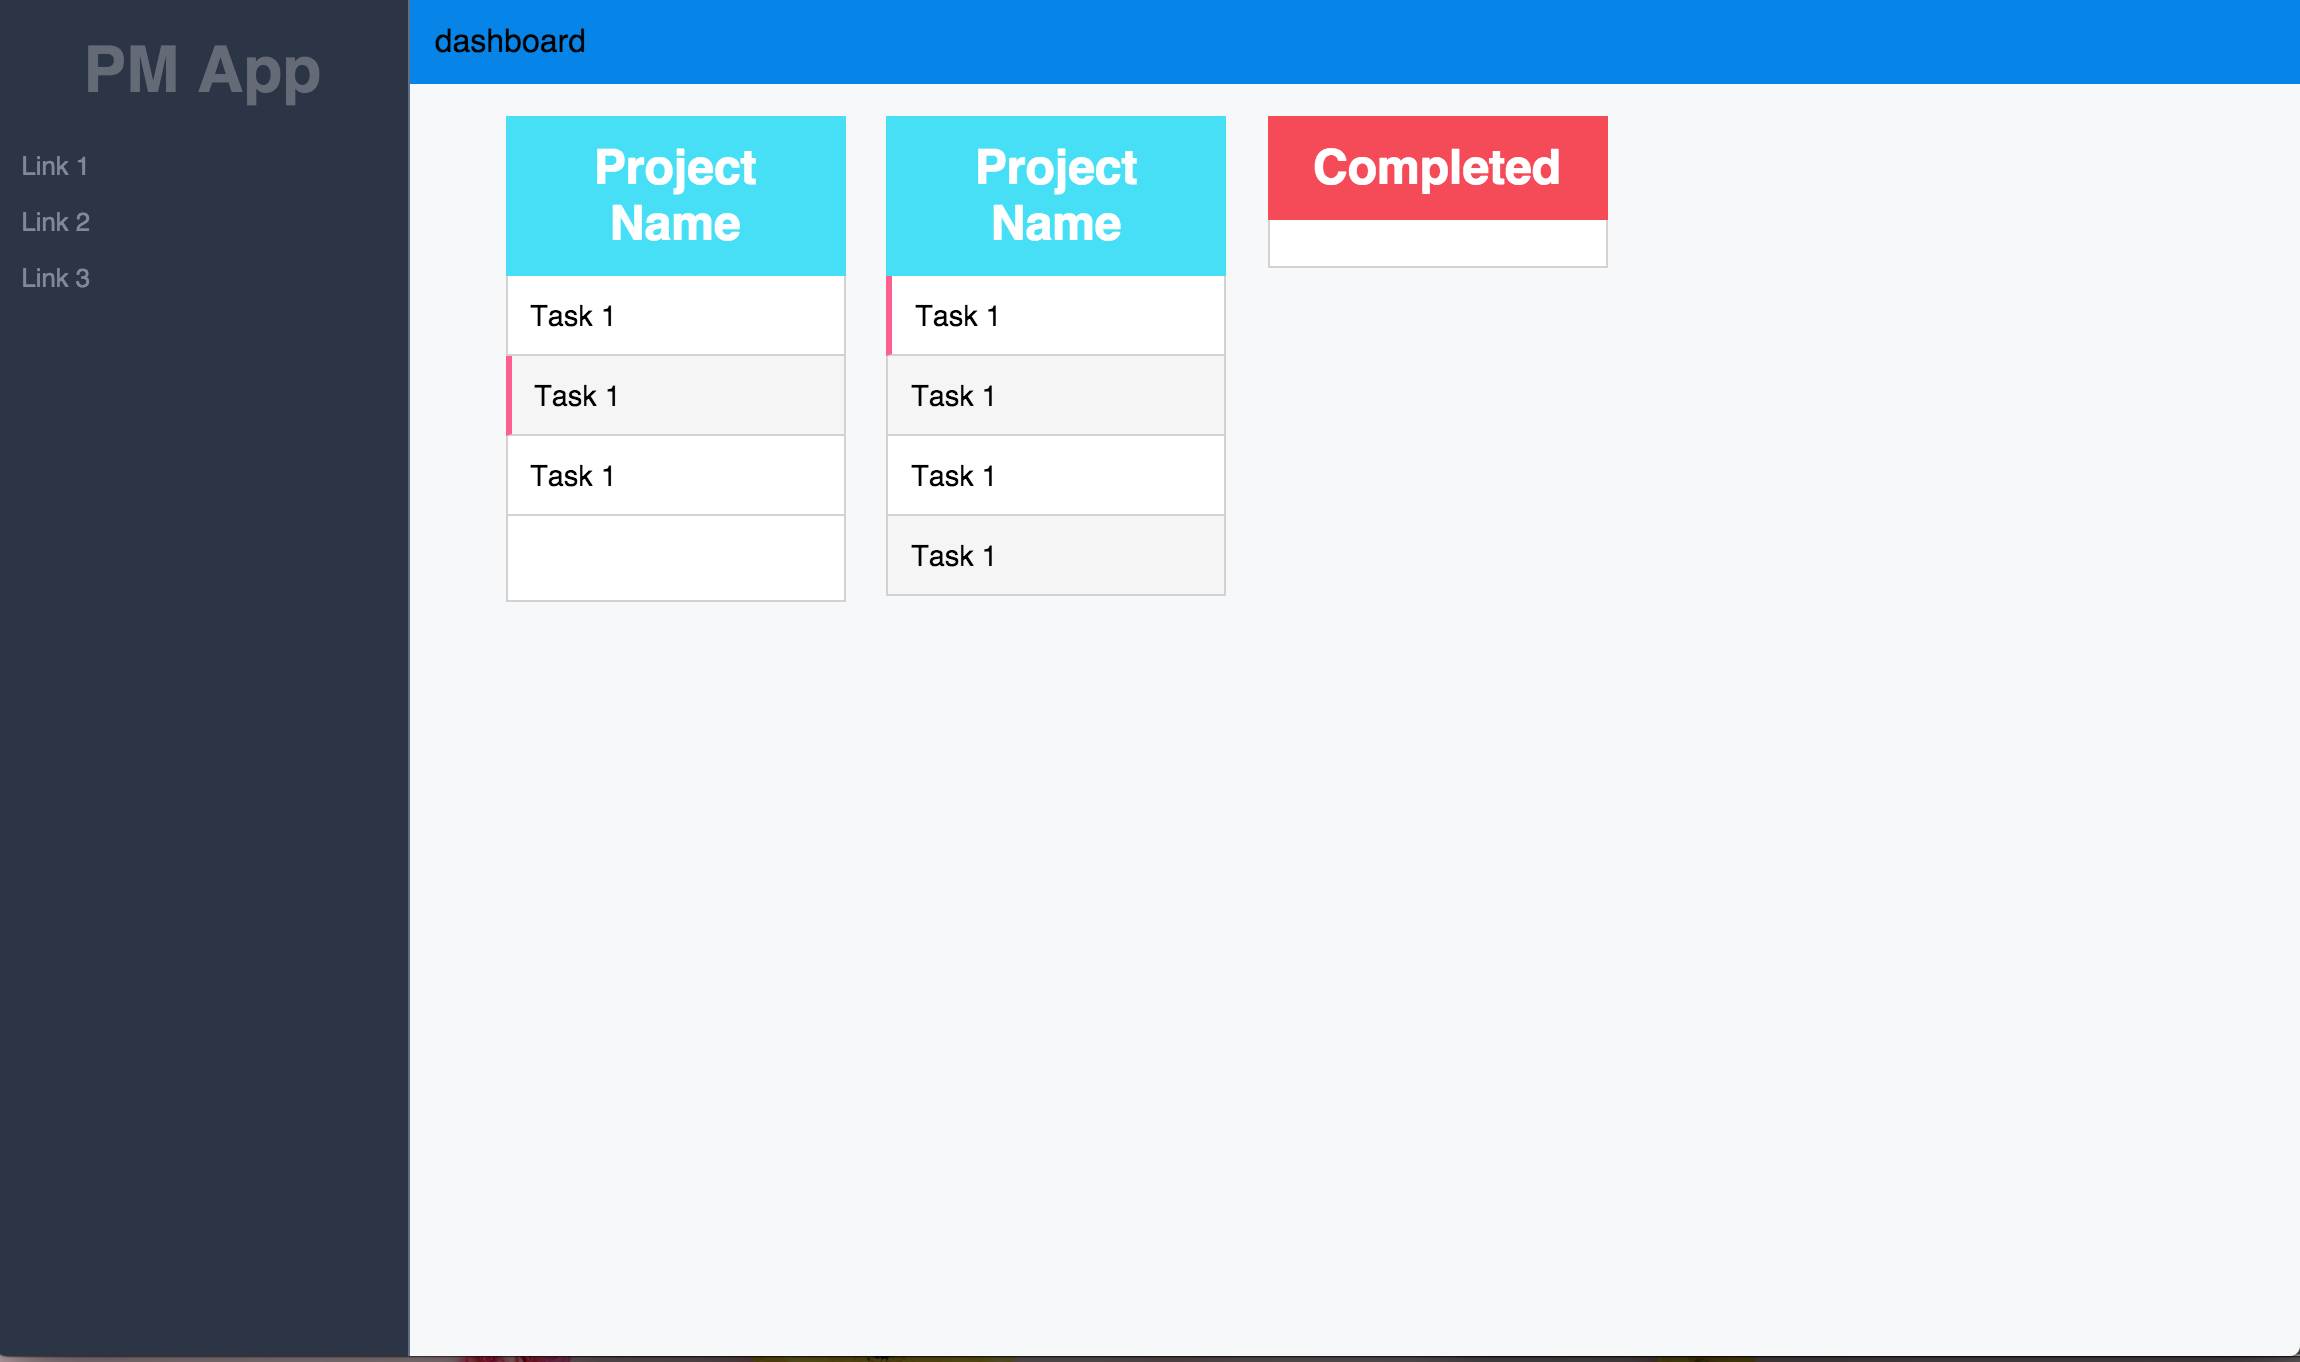 PM App
Link 1
Link 2
Link 3
dashboard
Project
Name
Task 1
Task 1
Task 1
Project
Name
Task 1
Task 1
Task 1
Task 1
Completed